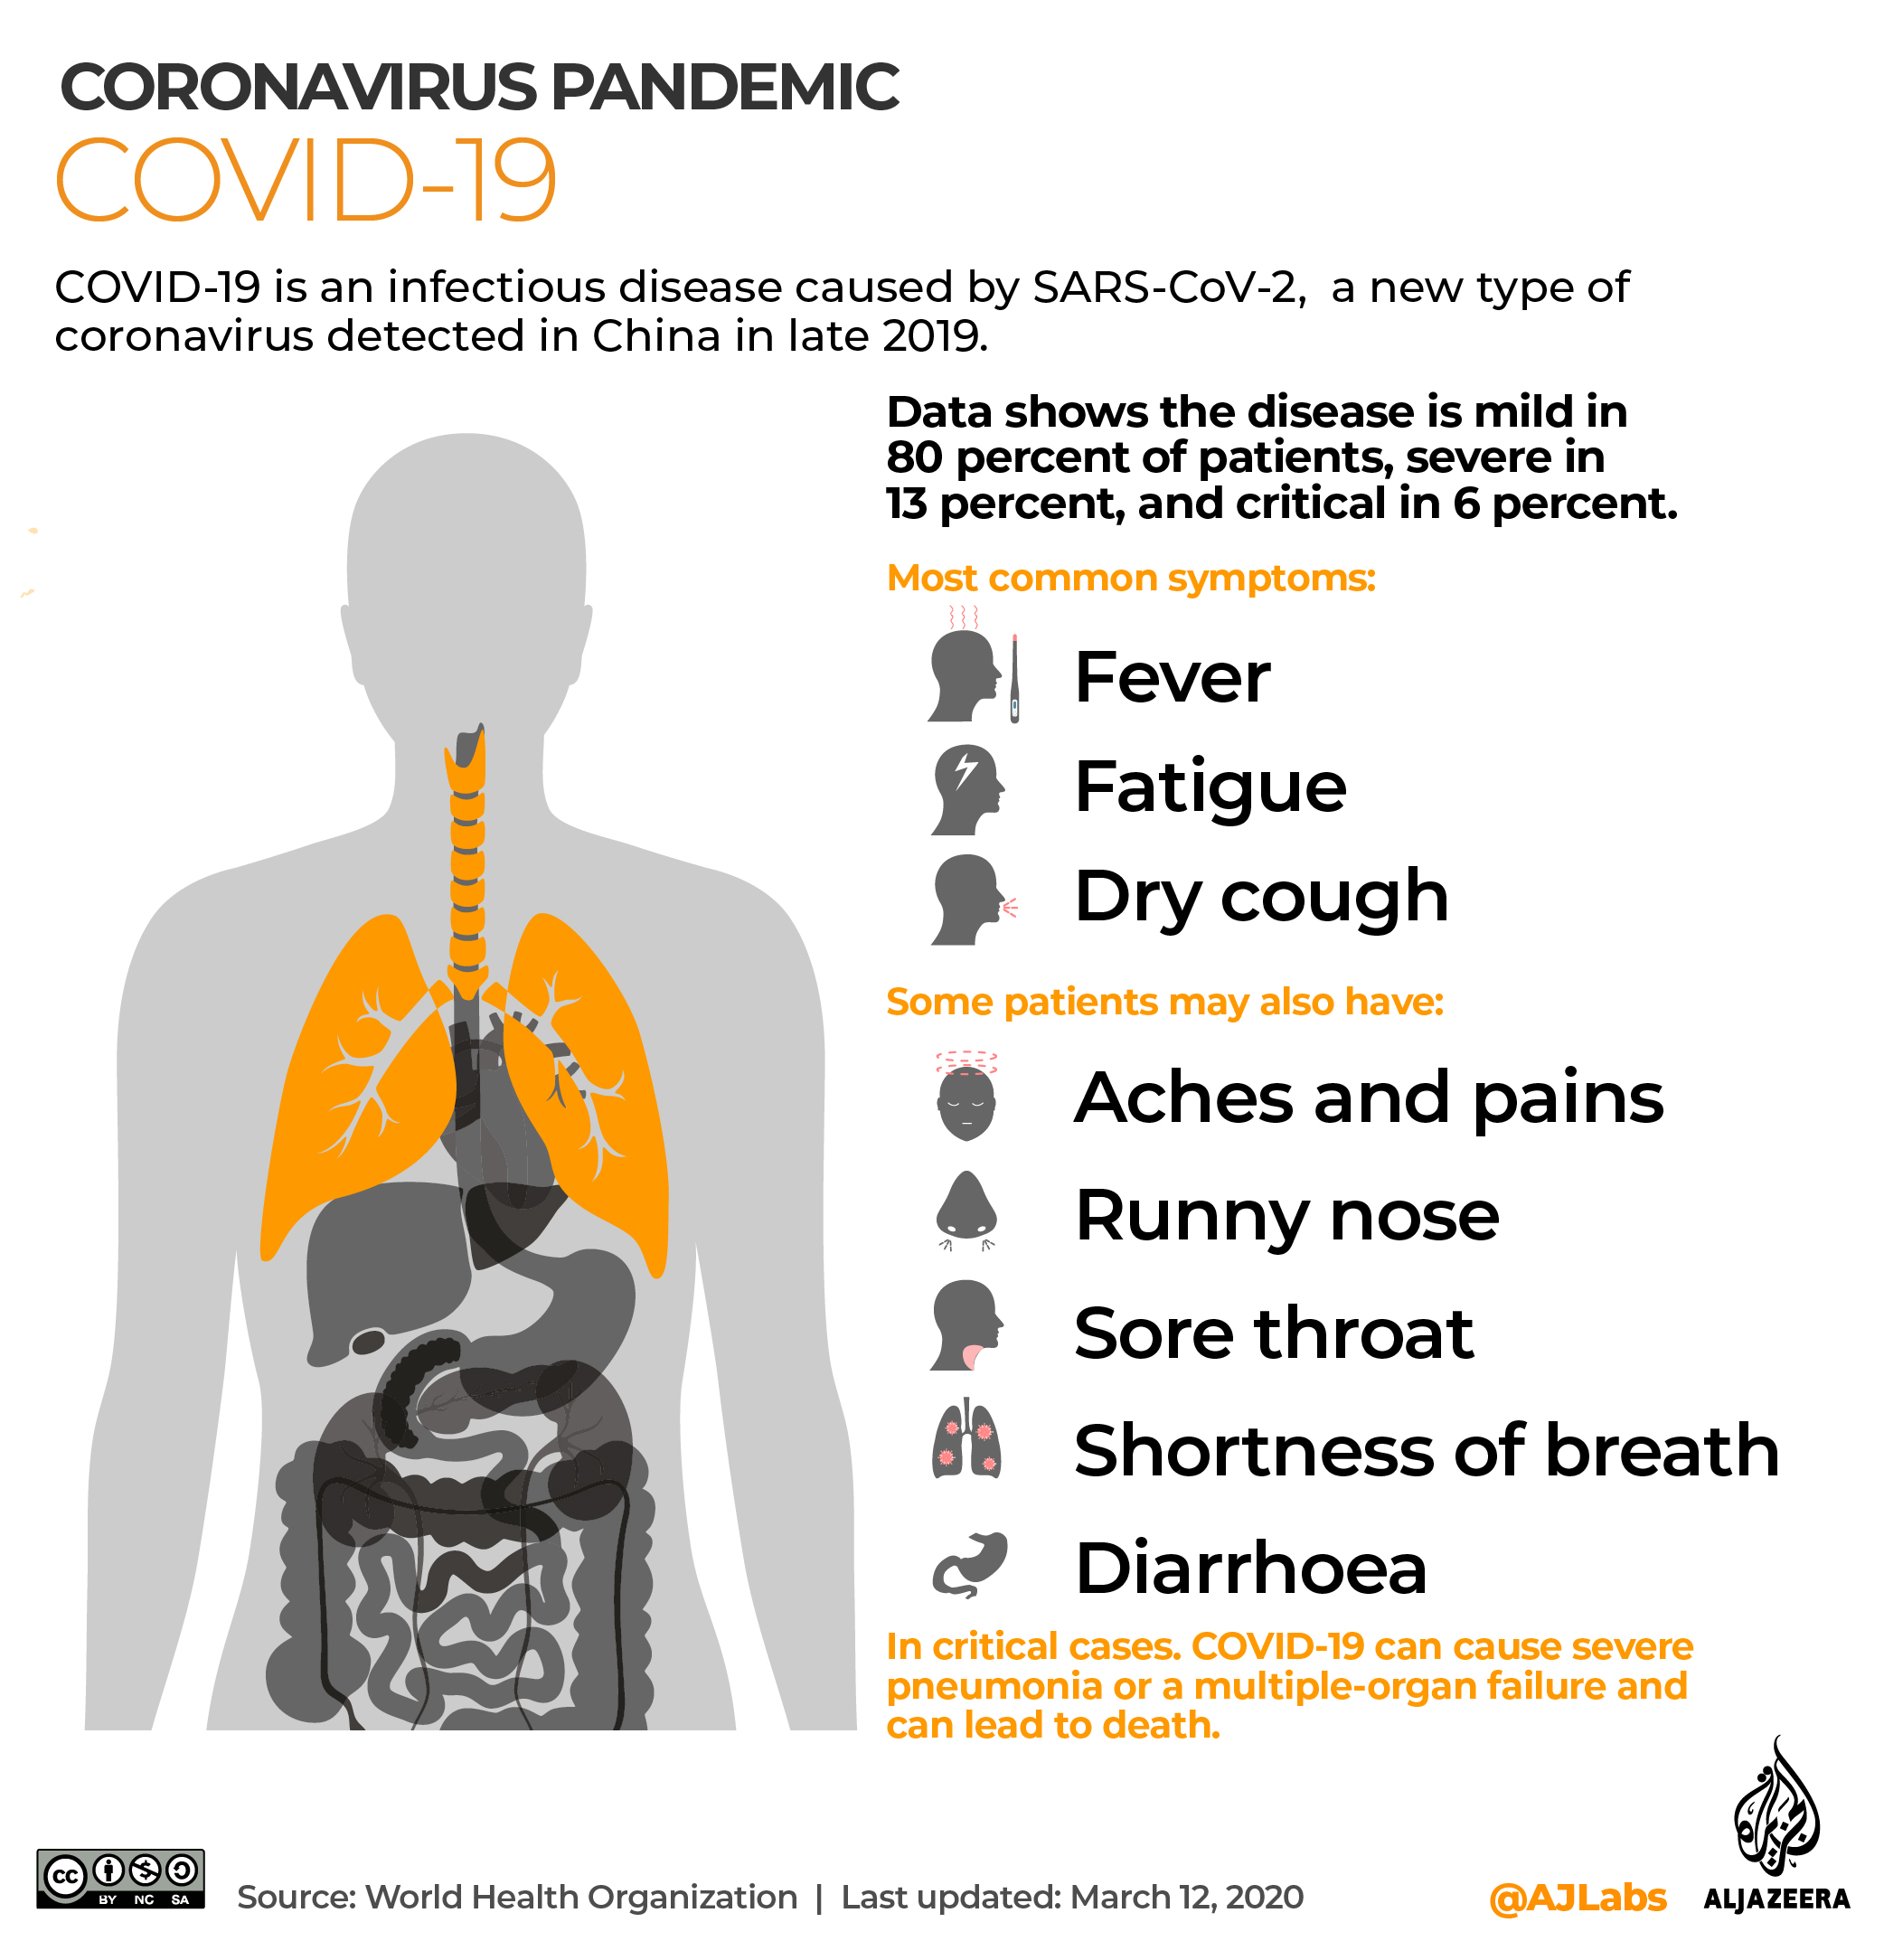 CORONAVIRUS PANDEMIC
COVID-19
COVID-19 is an infectious disease caused by SARS-CoV-2, a new type of
coronavirus detected in China in late 2019.
Data shows the disease is mild in
80 percent of patients, severe in
13 percent, and critical in 6 percent.
Most common symptoms:
Fever
Fatigue
Dry cough
Some patients may also have:
Aches and pains
Runny nose
Sore throat
Shortness of breath
Diarrhoea
In critical cases. COVID-19 can cause severe
pneumonia or a multiple-organ failure and
can lead to death.
cc BY NC SA
Source: World Health Organization | Last updated: March 12, 2020
@AJLabs
الجزيرة
ALJAZEERA